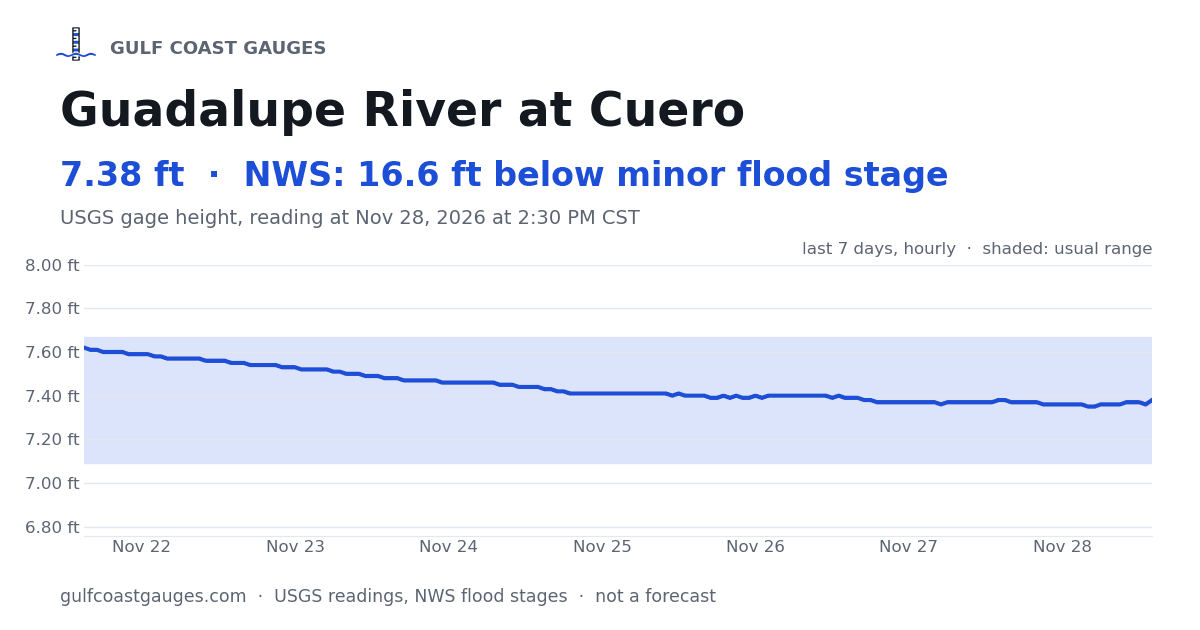 GULF COAST GAUGES
Guadalupe River at Cuero
7.38 ft · NWS: 16.6 ft below minor flood stage
USGS gage height, reading at Nov 28, 2026 at 2:30 PM CST
last 7 days, hourly · shaded: usual range
8.00 ft
7.80 ft
7.60 ft
7.40 ft
7.20 ft
7.00 ft
6.80 ft
Nov 22 Nov 23 Nov 24 Nov 25 Nov 26 Nov 27 Nov 28
gulfcoastgauges.com · USGS readings, NWS flood stages · not a forecast